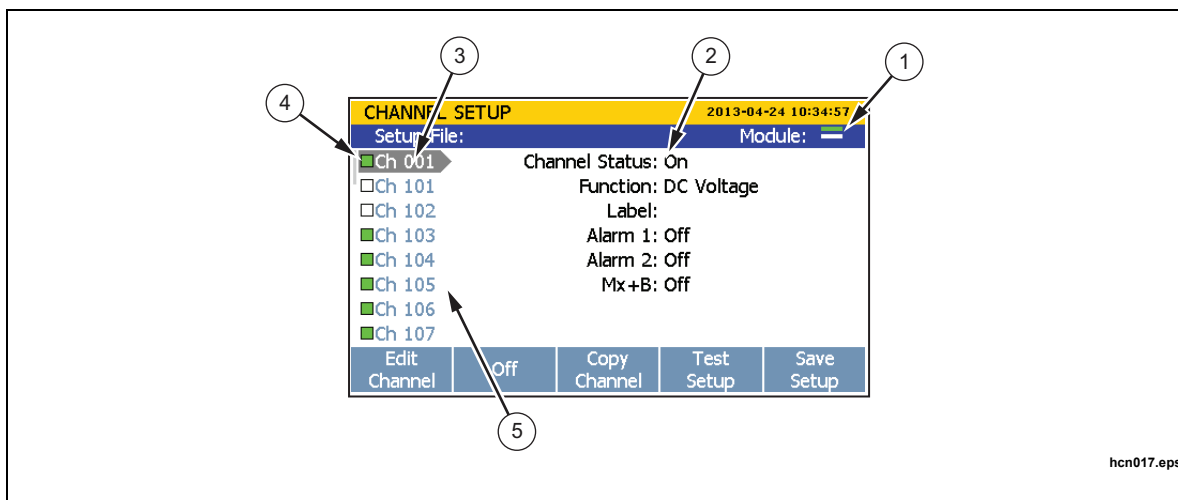 3
2
1
4
CHANNEL SETUP 2013-04-24 10:34:57
Setup File: Module:
Ch 001 Channel Status: On
Ch 101 Function: DC Voltage
Ch 102 Label:
Ch 103 Alarm 1: Off
Ch 104 Alarm 2: Off
Ch 105 Mx+B: Off
Ch 106
Ch 107
Edit Channel Off Copy Channel Test Setup Save Setup
5
hcn017.eps